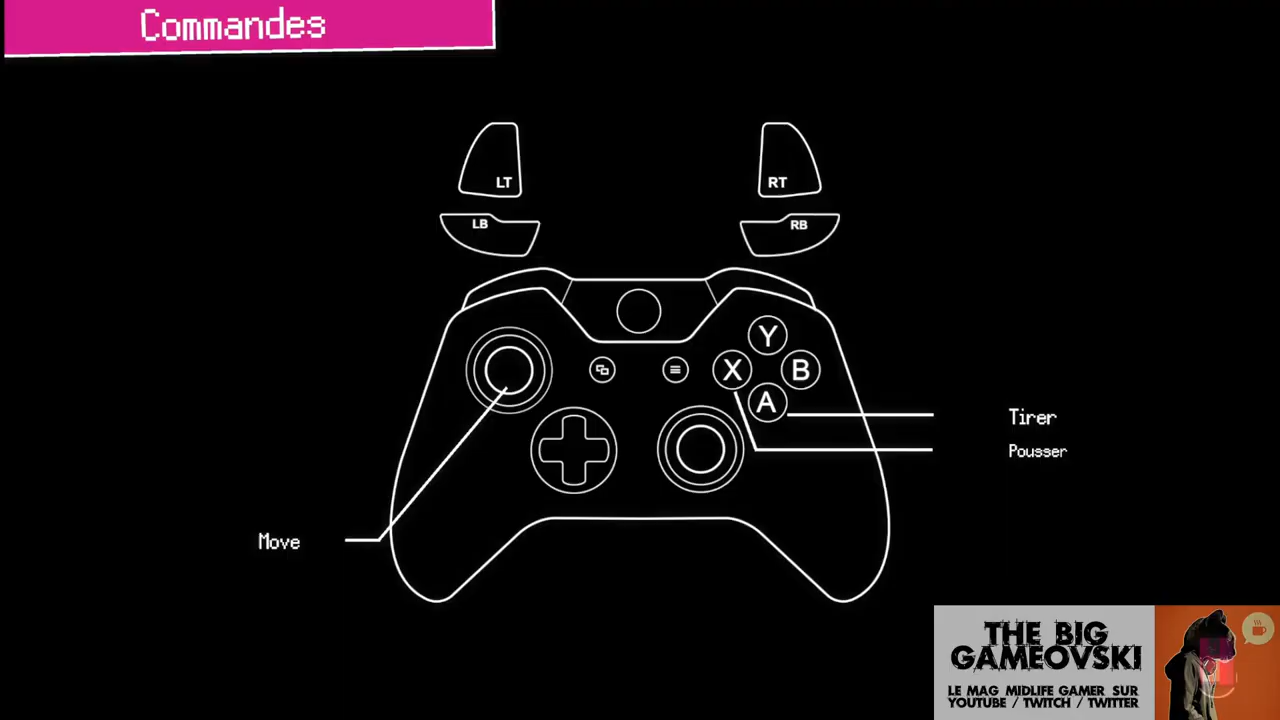 Commandes
LT
RT
LB
RB
Y
X
B
A
Tirer
Pousser
Move
THE BIG
GAMEOVSKI
LE MAG MIDLIFE GAMER SUR
YOUTUBE / TWITCH / TWITTER